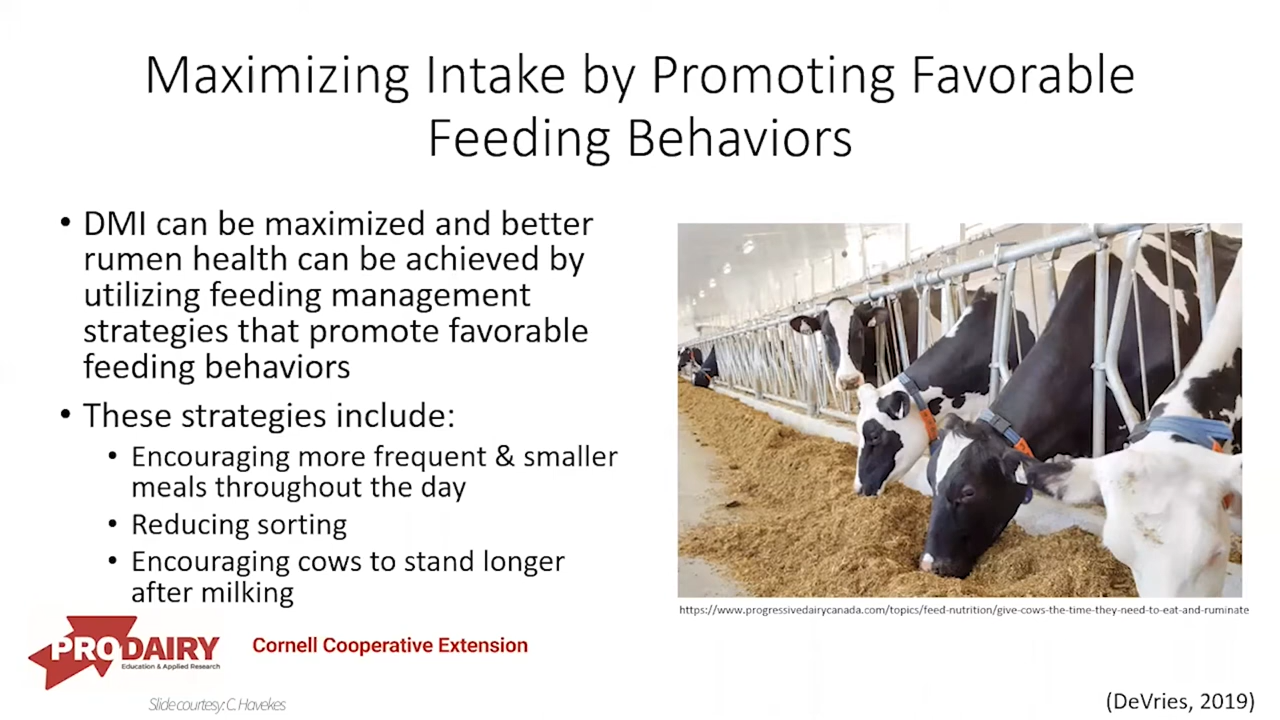 Maximizing Intake by Promoting Favorable
Feeding Behaviors
• DMI can be maximized and better
rumen health can be achieved by
utilizing feeding management
strategies that promote favorable
feeding behaviors
• These strategies include:
• Encouraging more frequent & smaller
meals throughout the day
• Reducing sorting
• Encouraging cows to stand longer
after milking
https://www.progressivedairycanada.com/topics/feed-nutrition/give-cows-the-time-they-need-to-eat-and-ruminate
PRODAIRY
Education & Applied Research
Cornell Cooperative Extension
Slide courtesy: C. Havekes
(DeVries, 2019)